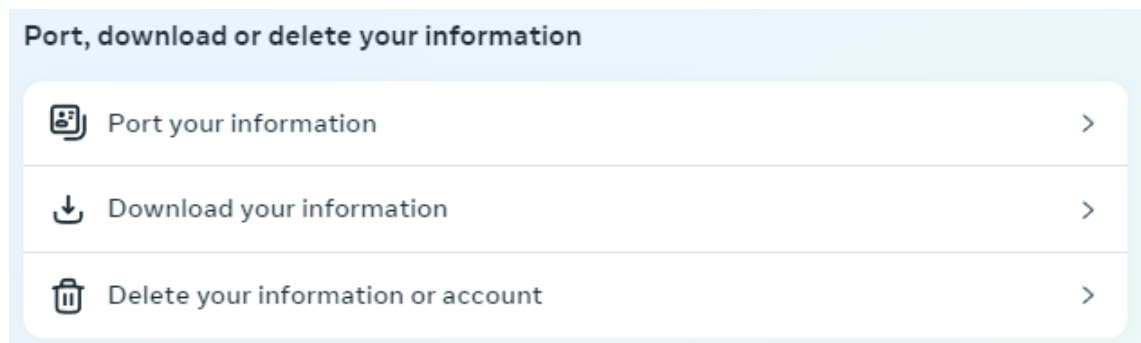 Port, download or delete your information
Port your information
Download your information
Delete your information or account